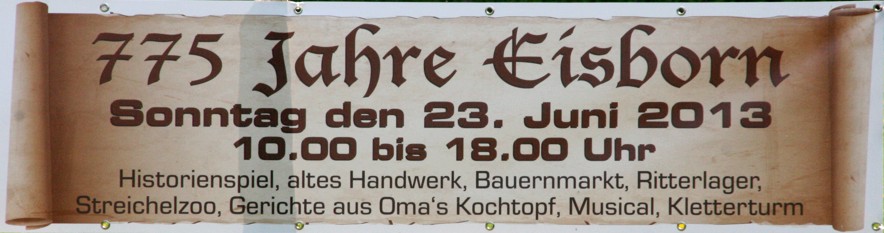 775 Jahre Eisborn
Sonntag den 23. Juni 2013
10.00 bis 18.00 Uhr
Historienspiel, altes Handwerk, Bauernmarkt, Ritterlager,
Streichelzoo, Gerichte aus Oma's Kochtopf, Musical, Kletterturm